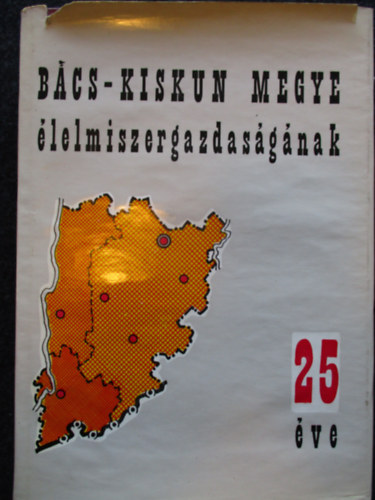 BÁCS-KISKUN MEGYE
élelmiszergazdaságának
25
éve